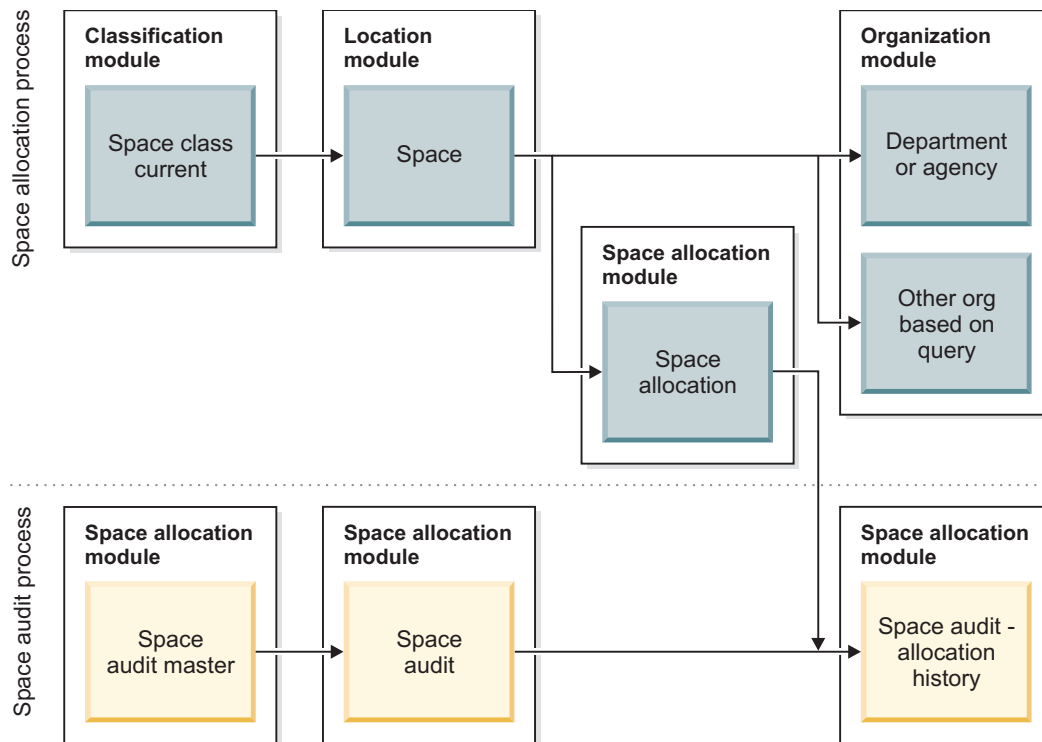 Space allocation process
Classification
module
Space class
current
Location
module
Space
Organization
module
Department
or agency
Other org
based on
query
Space allocation
module
Space
allocation
Space audit process
Space allocation
module
Space
audit master
Space allocation
module
Space
audit
Space allocation
module
Space audit -
allocation
history